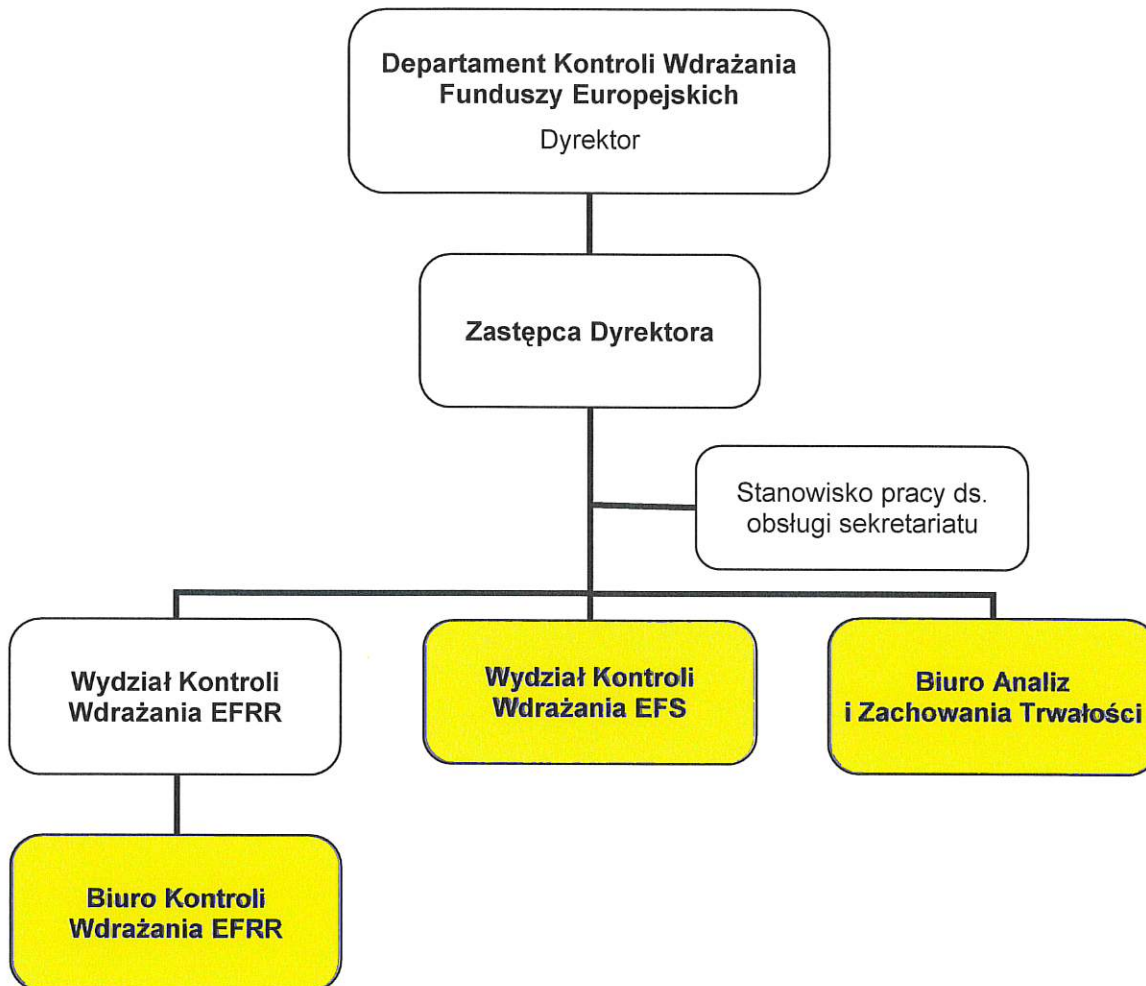 Departament Kontroli Wdrażania
Funduszy Europejskich
Dyrektor
Zastępca Dyrektora
Stanowisko pracy ds.
obsługi sekretariatu
Wydział Kontroli
Wdrażania EFRR
Wydział Kontroli
Wdrażania EFS
Biuro Analiz
i Zachowania Trwałości
Biuro Kontroli
Wdrażania EFRR